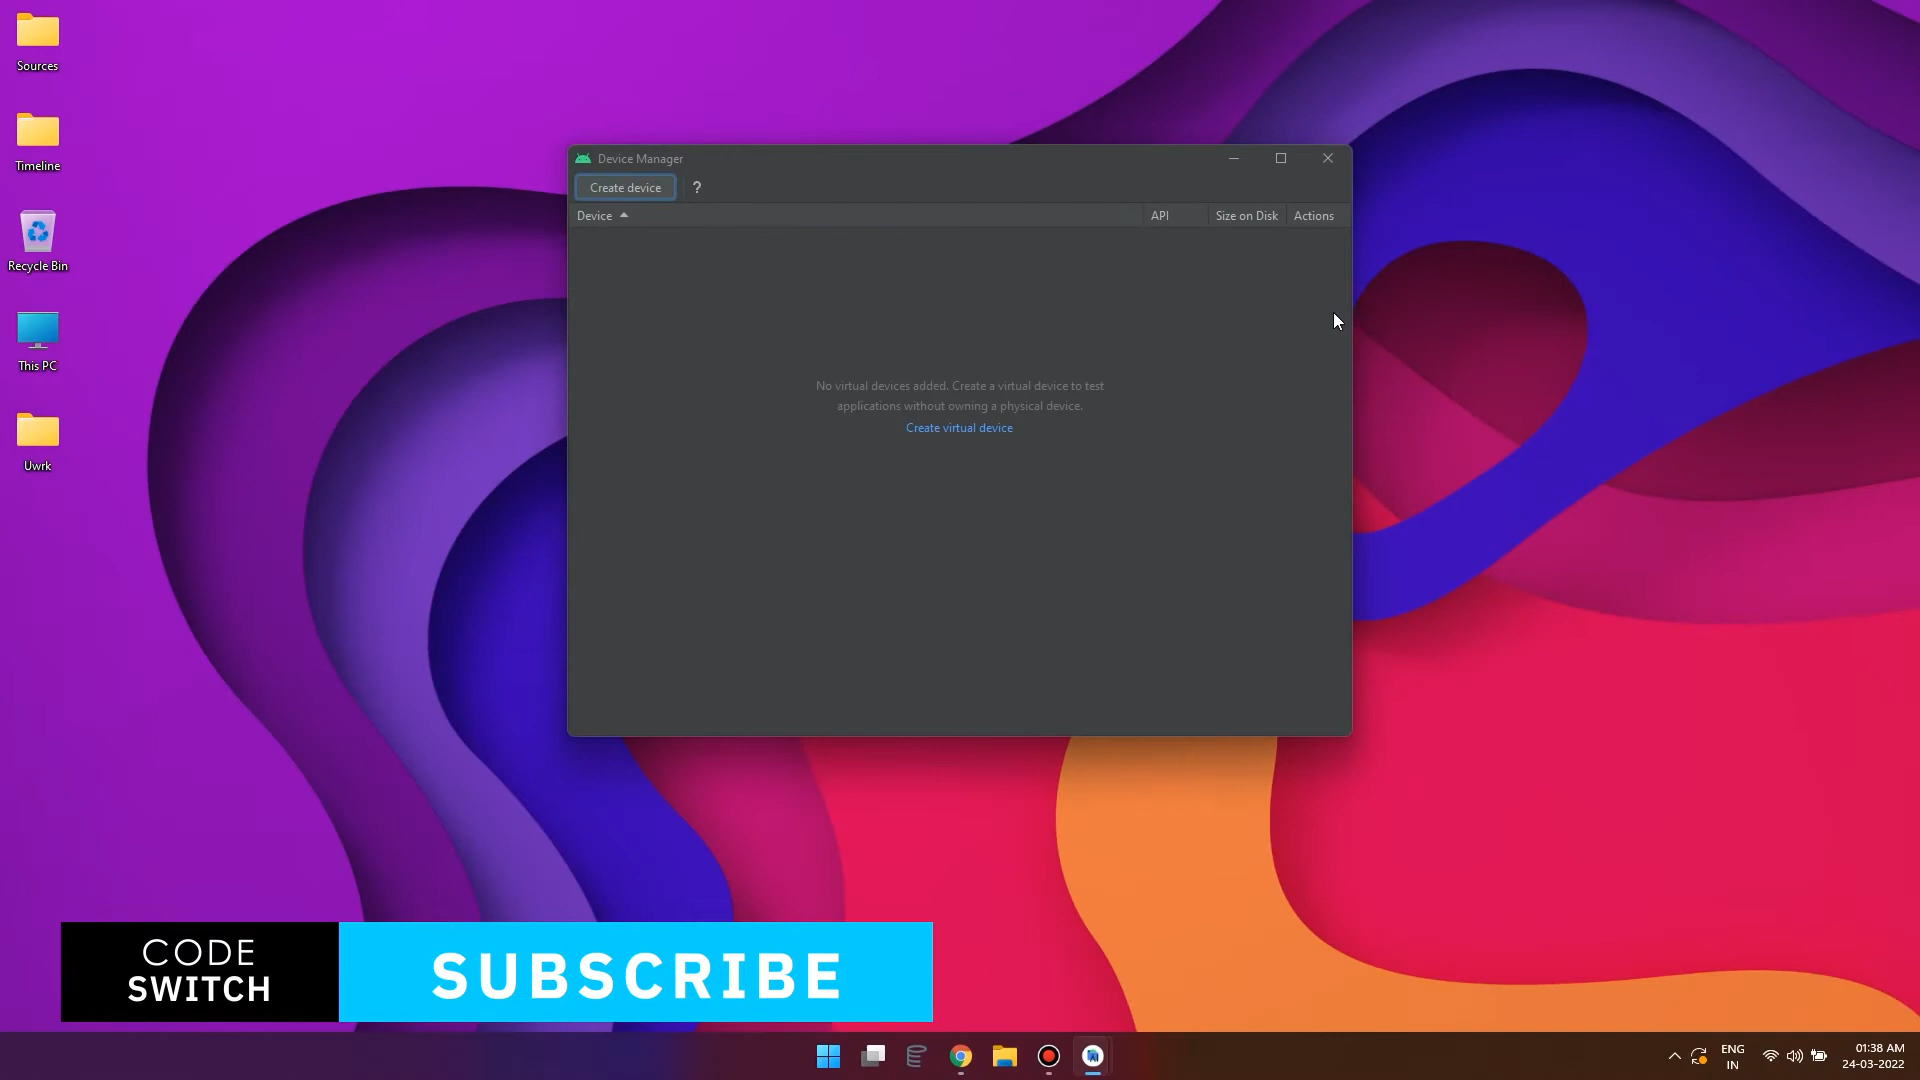 Sources
Timeline
Recycle Bin
This PC
Uwrk
Device Manager
Create device ?
Device API Size on Disk Actions
No virtual devices added. Create a virtual device to test
applications without owning a physical device.
Create virtual device
CODE
SWITCH
SUBSCRIBE
ENG
IN
01:38 AM
24-03-2022